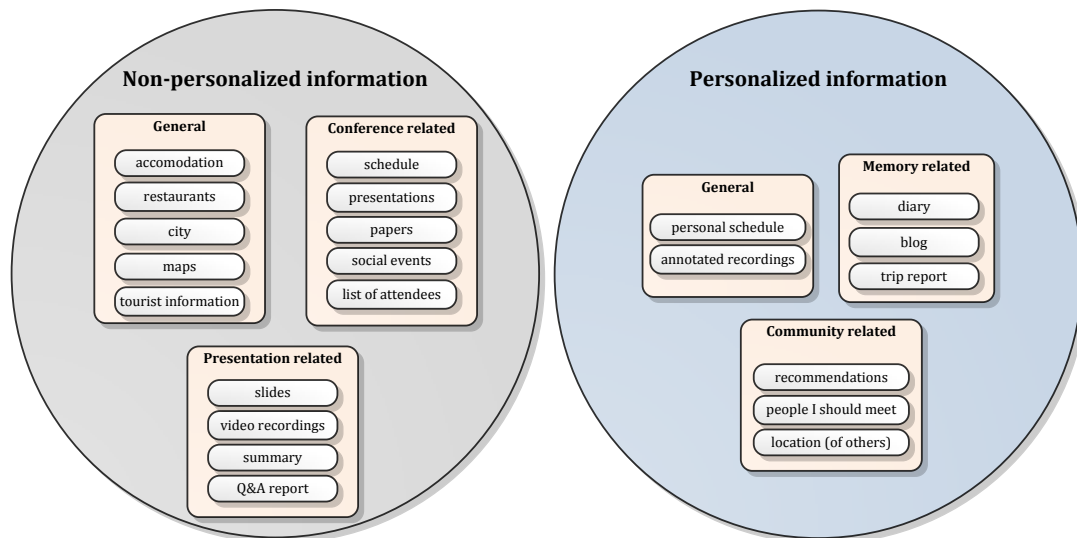 Non-personalized information
General
accomodation
restaurants
city
maps
tourist information
Conference related
schedule
presentations
papers
social events
list of attendees
Presentation related
slides
video recordings
summary
Q&A report
Personalized information
General
personal schedule
annotated recordings
Memory related
diary
blog
trip report
Community related
recommendations
people I should meet
location (of others)